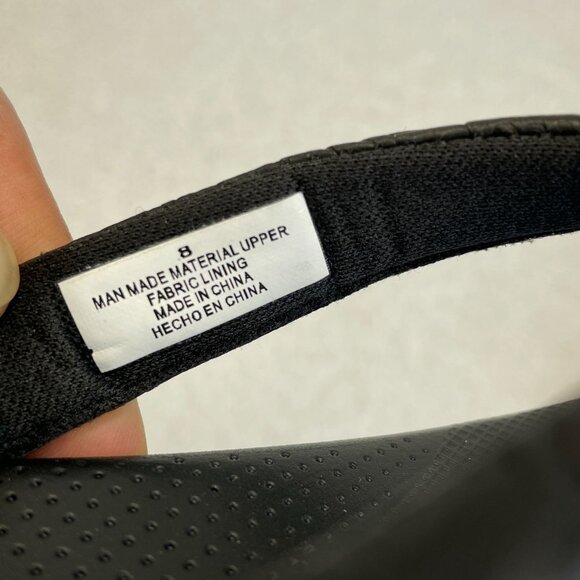 8
MAN MADE MATERIAL UPPER
FABRIC LINING
MADE IN CHINA
HECHO EN CHINA